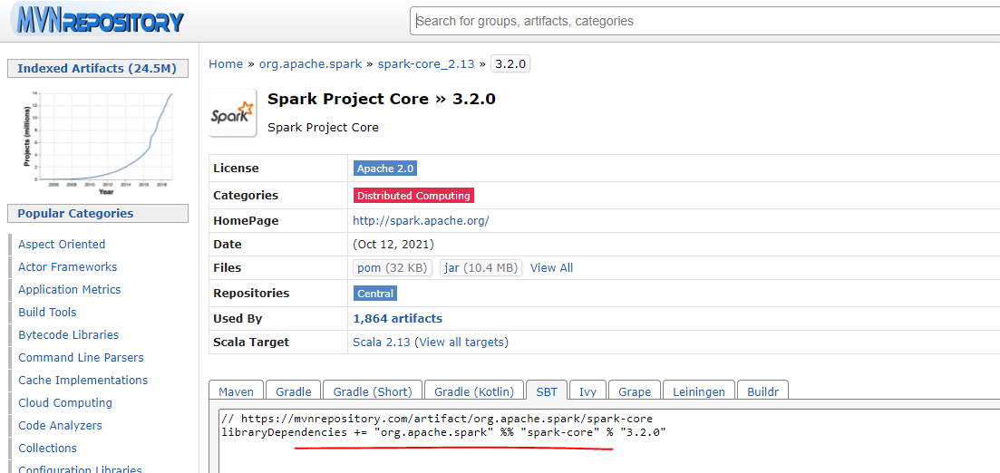 MVNREPOSITORY
Search for groups, artifacts, categories
Indexed Artifacts (24.5M)
Projects (millions)
14
12
10
8
6
4
2
0
2006
2008
2010
2012
2014
2016
2018
Year
Popular Categories
Aspect Oriented
Actor Frameworks
Application Metrics
Build Tools
Bytecode Libraries
Command Line Parsers
Cache Implementations
Cloud Computing
Code Analyzers
Collections
Configuration Libraries
Home » org.apache.spark » spark-core_2.13 » 3.2.0
Spark
Spark Project Core » 3.2.0
Spark Project Core
License Apache 2.0
Categories Distributed Computing
HomePage http://spark.apache.org/
Date (Oct 12, 2021)
Files pom (32 KB) jar (10.4 MB) View All
Repositories Central
Used By 1,864 artifacts
Scala Target Scala 2.13 (View all targets)
Maven Gradle Gradle (Short) Gradle (Kotlin) SBT Ivy Grape Leiningen Buildr
// https://mvnrepository.com/artifact/org.apache.spark/spark-core
libraryDependencies += "org.apache.spark" %% "spark-core" % "3.2.0"